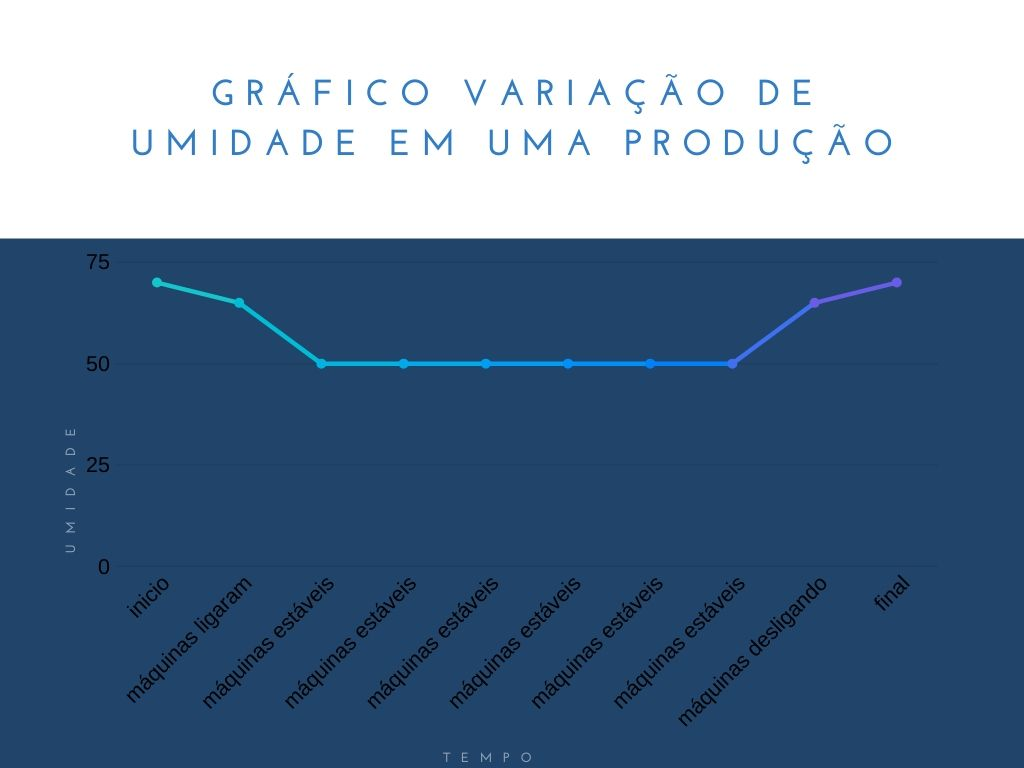 GRÁFICO VARIAÇÃO DE
UMIDADE EM UMA PRODUÇÃO
75
50
25
0
UMIDADE
inicio
máquinas ligaram
máquinas estáveis
máquinas estáveis
máquinas estáveis
máquinas estáveis
máquinas estáveis
máquinas estáveis
máquinas desligando
final
TEMPO